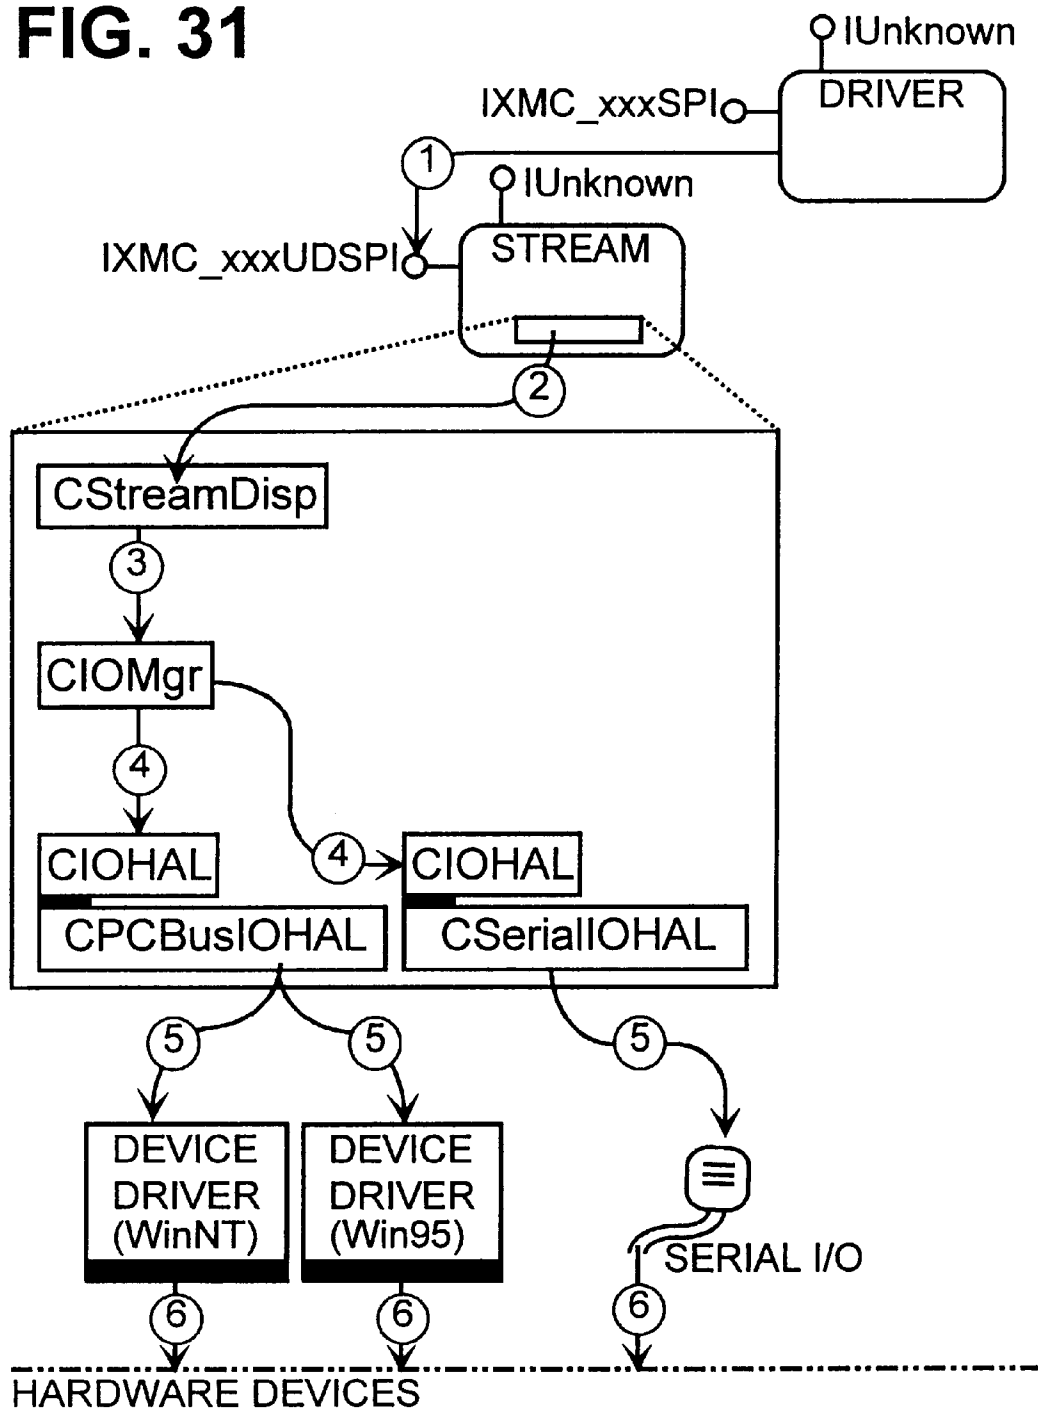 FIG. 31
IUnknown
DRIVER
IXMC_xxxSPI
1
IUnknown
IXMC_xxxUDSPI
STREAM
2
CStreamDisp
3
CIOMgr
4
CIOHAL
4
CIOHAL
CPCBusIOHAL
CSerialIOHAL
5
5
5
DEVICE
DRIVER
(WinNT)
DEVICE
DRIVER
(Win95)
SERIAL I/O
6
6
6
HARDWARE DEVICES